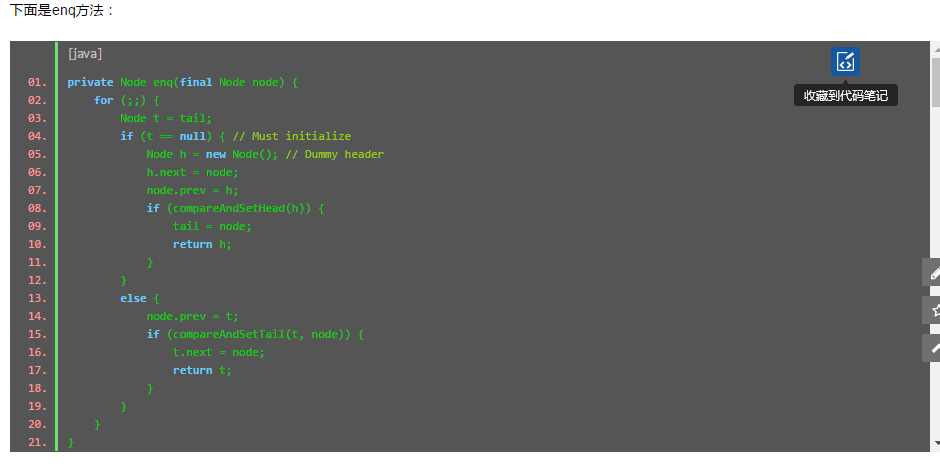 下面是enq方法：
[java]
收藏到代码笔记
01. private Node enq(final Node node) {
02. for (;;) {
03. Node t = tail;
04. if (t == null) { // Must initialize
05. Node h = new Node(); // Dummy header
06. h.next = node;
07. node.prev = h;
08. if (compareAndSetHead(h)) {
09. tail = node;
10. return h;
11. }
12. }
13. else {
14. node.prev = t;
15. if (compareAndSetTail(t, node)) {
16. t.next = node;
17. return t;
18. }
19. }
20. }
21. }